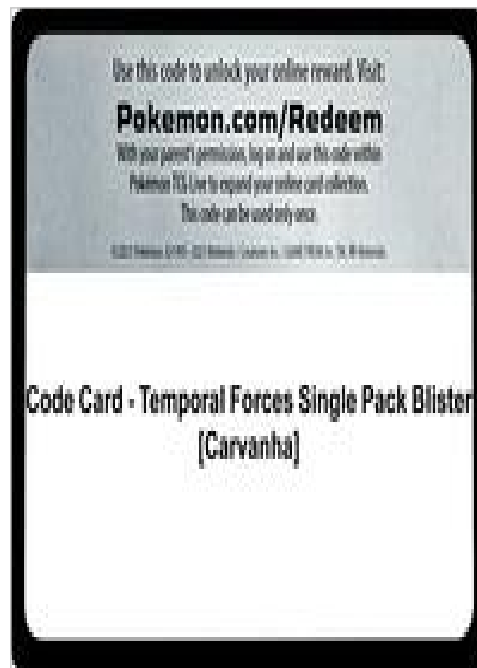 Use this code to unlock your online reward. Visit:
Pokemon.com/Redeem
With your parent's permission, log on and use this code within
Pokémon TCG Live to expand your online card collection.
This code can be used only once.
Code Card - Temporal Forces Single Pack Blister
[Carvanha]